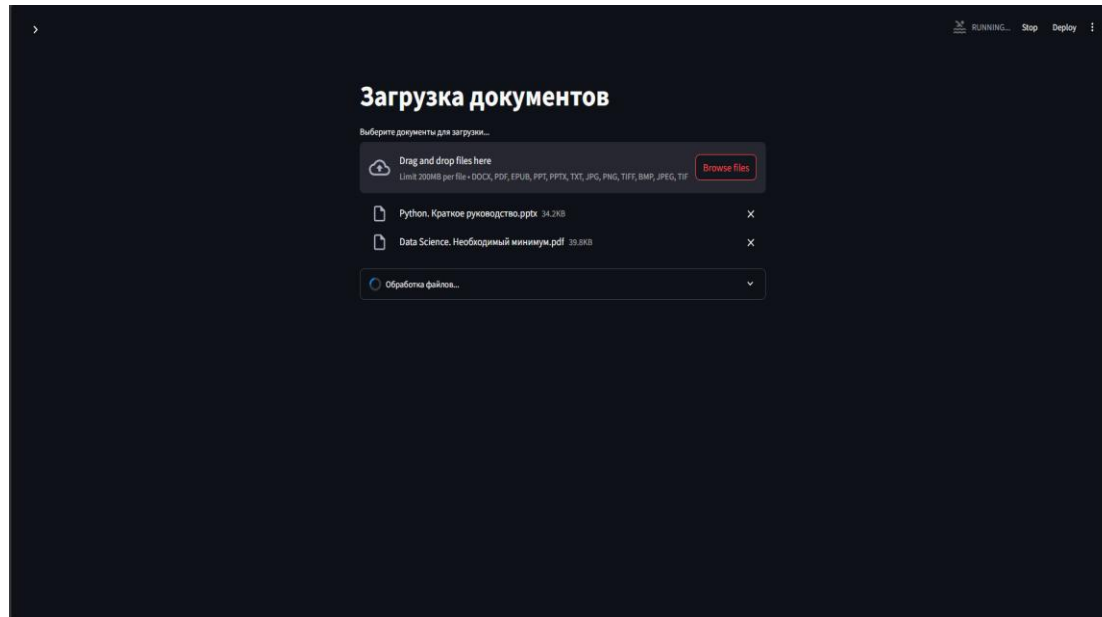 RUNNING... Stop Deploy
Загрузка документов
Выберите документы для загрузки...
Drag and drop files here
Limit 200MB per file • DOCX, PDF, EPUB, PPT, PPTX, TXT, JPG, PNG, TIFF, BMP, JPEG, TIF
Browse files
Python. Краткое руководство.pptx 34.2KB
Data Science. Необходимый минимум.pdf 39.8KB
Обработка файлов...